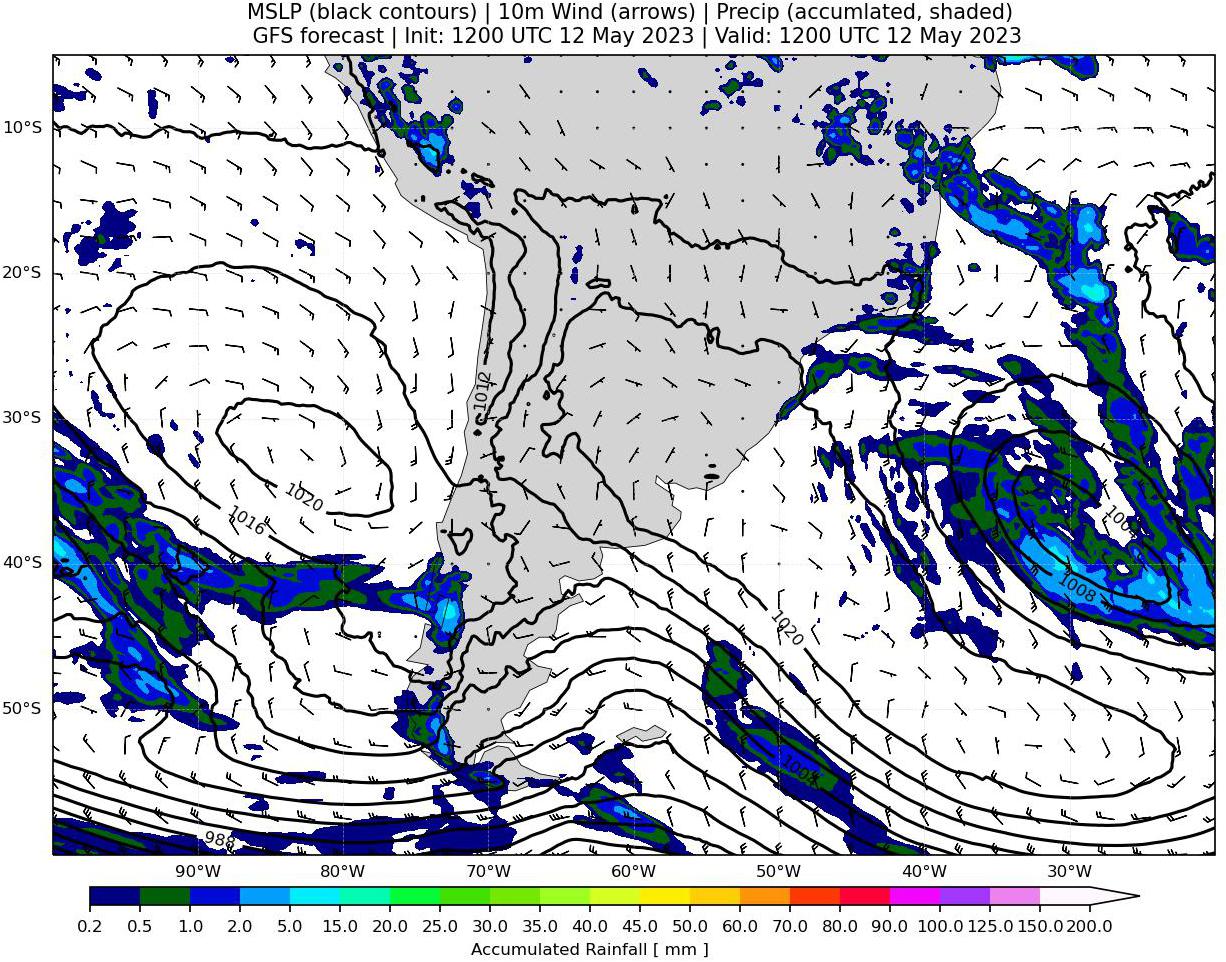 MSLP (black contours) | 10m Wind (arrows) | Precip (accumlated, shaded)
GFS forecast | Init: 1200 UTC 12 May 2023 | Valid: 1200 UTC 12 May 2023
10°S
20°S
1012
30°S
1020
1016
1008
40°S
1020
50°S
988
90°W 80°W 70°W 60°W 50°W 40°W 30°W
0.2 0.5 1.0 2.0 5.0 10.0 15.0 20.0 25.0 30.0 35.0 40.0 45.0 50.0 60.0 70.0 80.0 90.0 100.0 125.0 150.0 200.0
Accumulated Rainfall [ mm ]